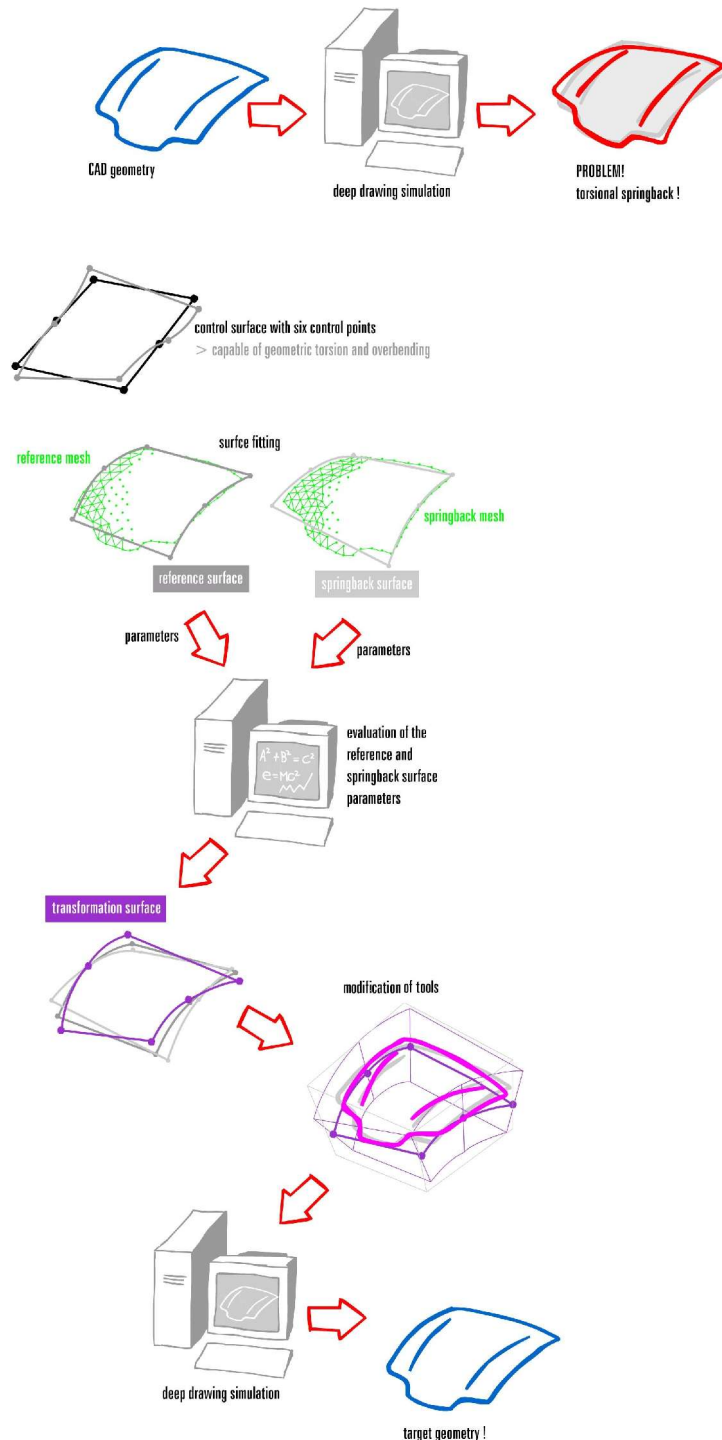 CAD geometry
deep drawing simulation
PROBLEM!
torsional springback !
control surface with six control points
> capable of geometric torsion and overbending
surfce fitting
reference mesh
springback mesh
reference surface
springback surface
parameters
parameters
A² + B² = C²
e = Mc²
evaluation of the
reference and
springback surface
parameters
transformation surface
modification of tools
deep drawing simulation
target geometry !